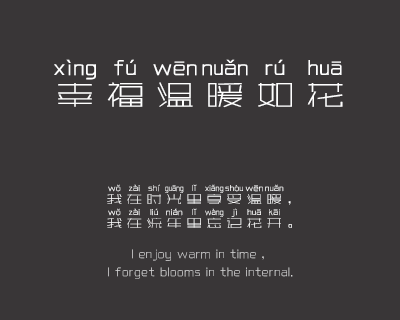 xìng fú wēn nuǎn rú huā
幸福温暖如花
wǒ zài shí guāng lǐ xiǎng shòu wēn nuǎn
我在时光里享受温暖，
wǒ zài liú nián lǐ wàng jì huā kāi
我在流年里忘记花开。
I enjoy warm in time ,
I forget blooms in the internal.